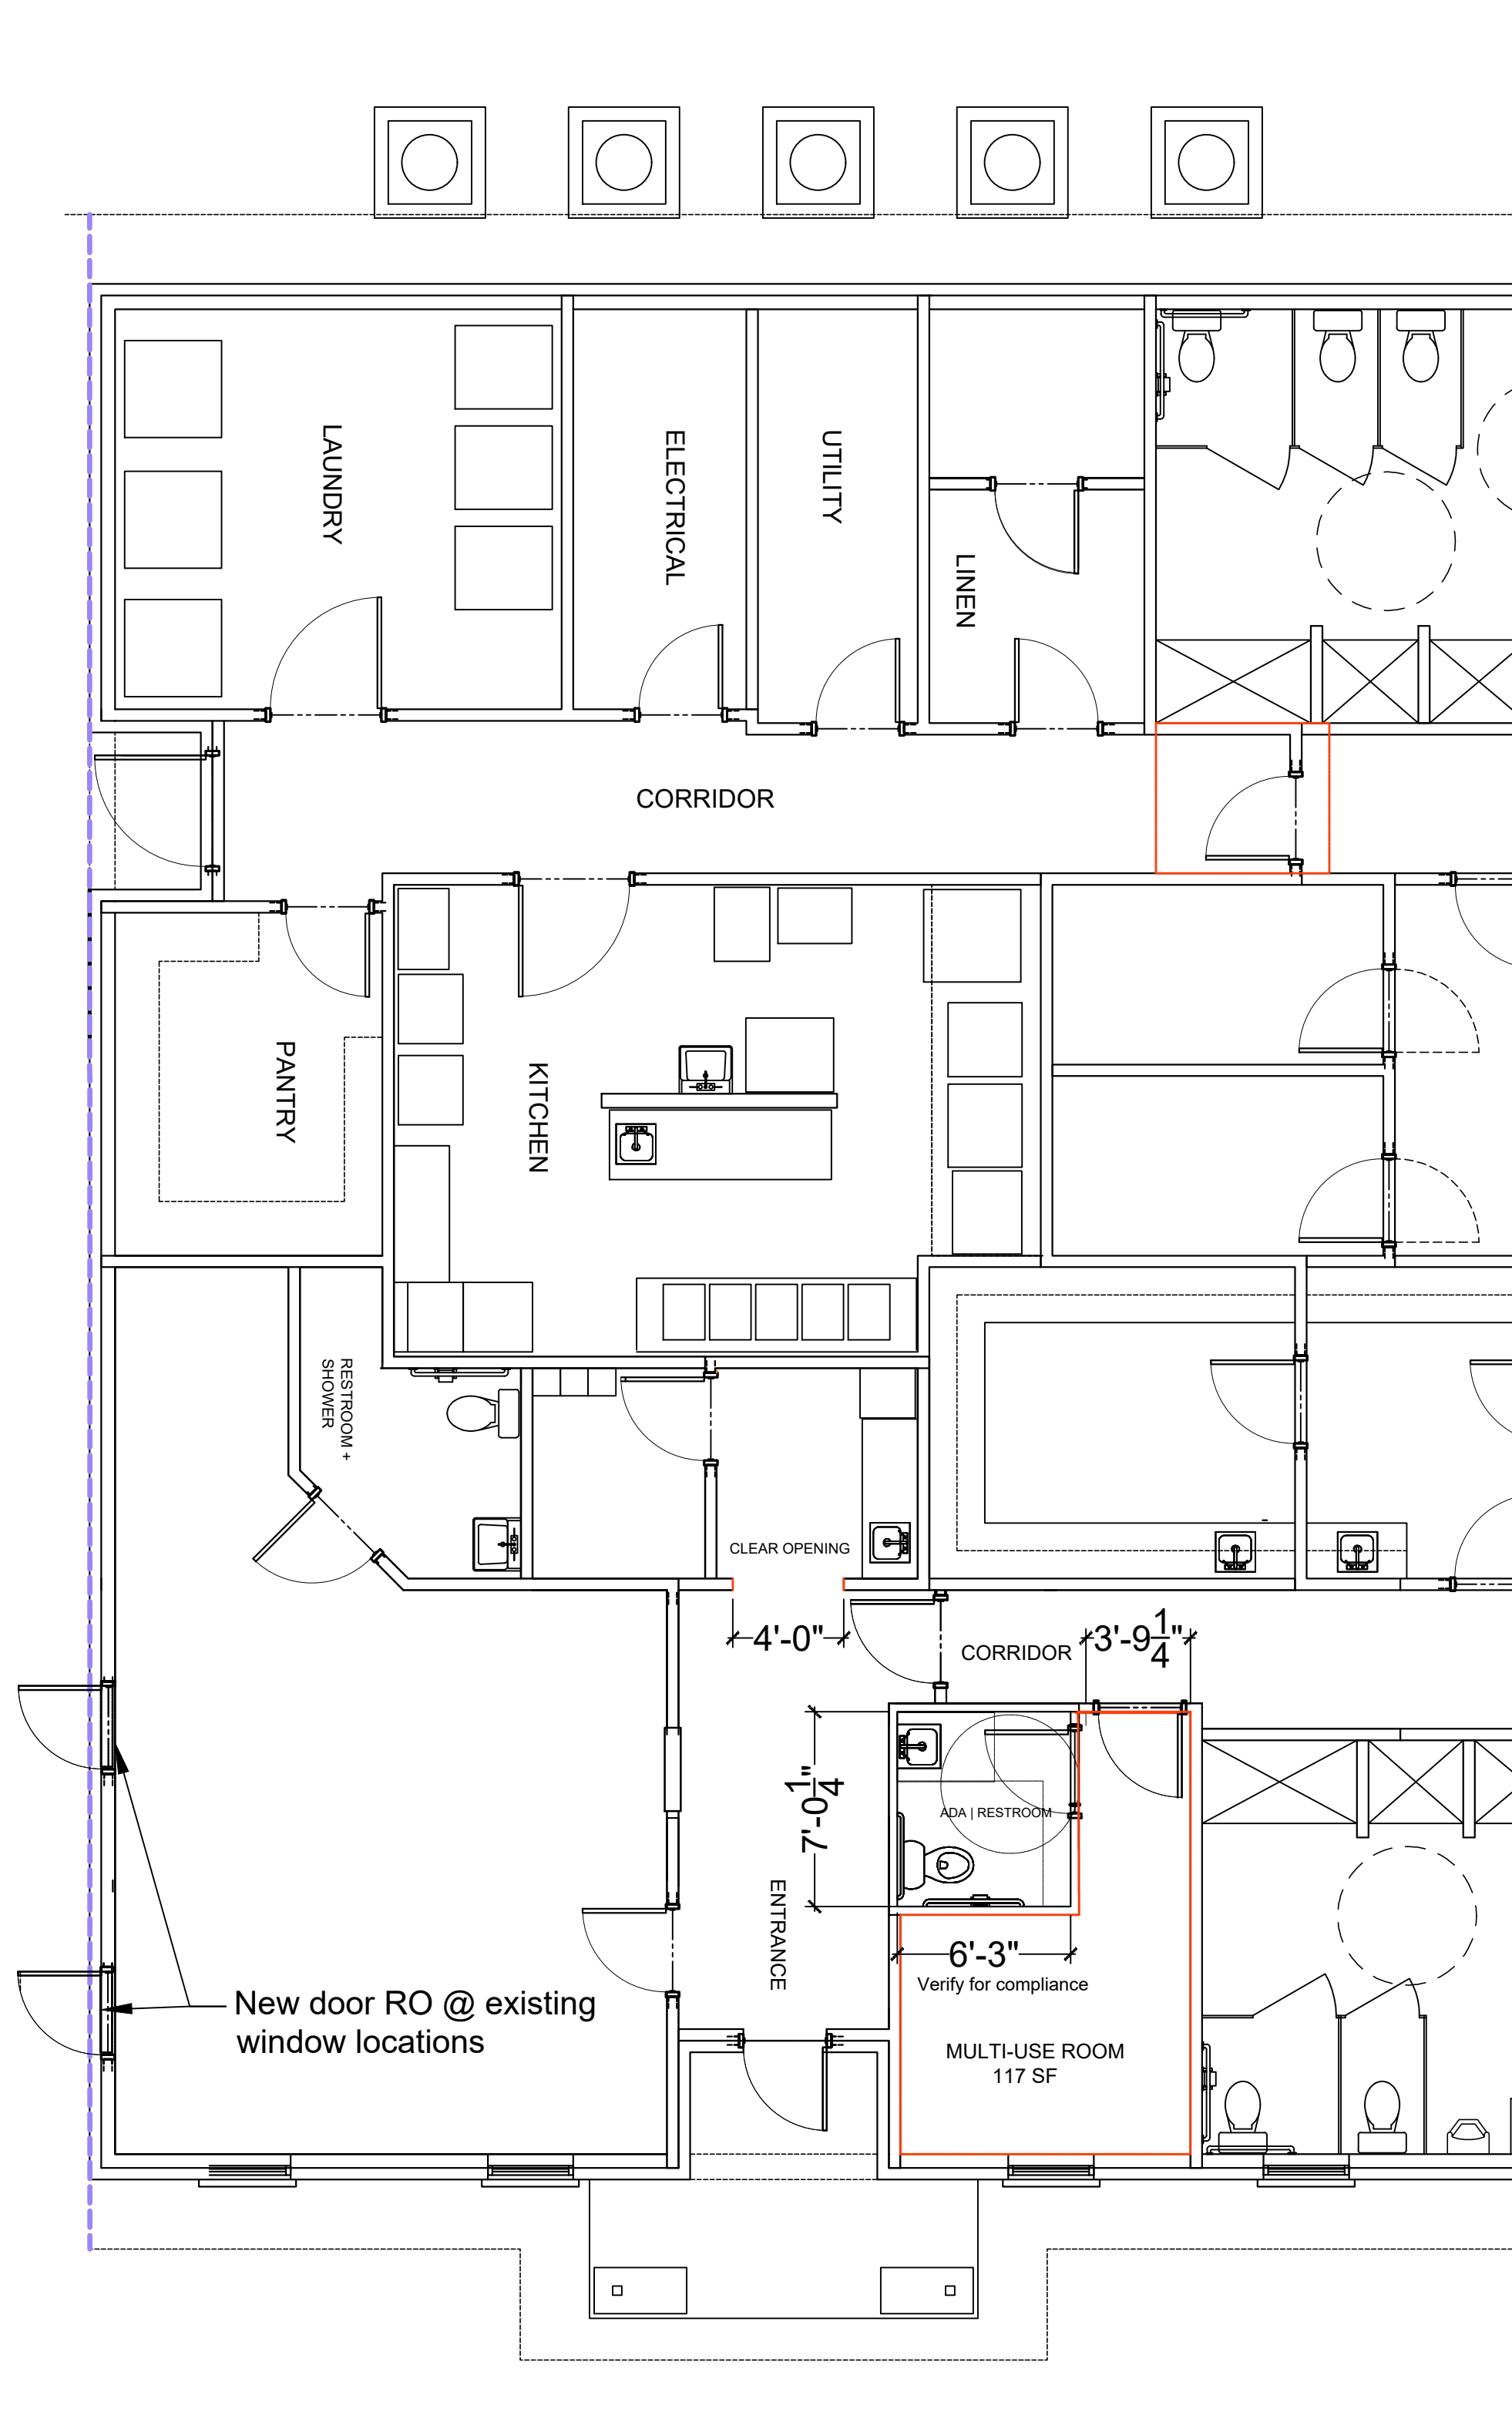 LAUNDRY
ELECTRICAL
UTILITY
LINEN
CORRIDOR
PANTRY
KITCHEN
RESTROOM +
SHOWER
CLEAR OPENING
4'-0"
CORRIDOR
3'-9 1/4"
7'-0 1/4"
ADA | RESTROOM
ENTRANCE
6'-3"
Verify for compliance
New door RO @ existing
window locations
MULTI-USE ROOM
117 SF